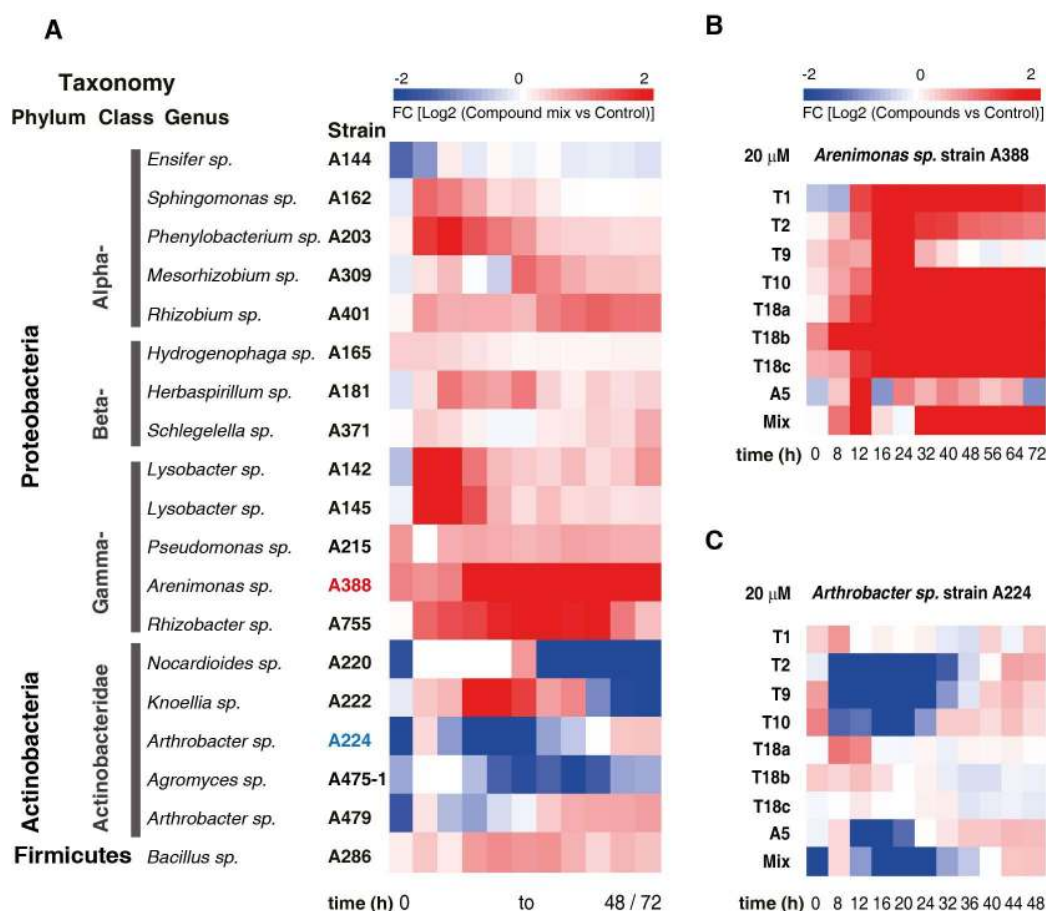 A
Taxonomy
Phylum Class Genus
-2 0 2
FC [Log2 (Compound mix vs Control)]
Strain
Proteobacteria
Alpha-
Ensifer sp. A144
Sphingomonas sp. A162
Phenylobacterium sp. A203
Mesorhizobium sp. A309
Rhizobium sp. A401
Beta-
Hydrogenophaga sp. A165
Herbaspirillum sp. A181
Schlegelella sp. A371
Gamma-
Lysobacter sp. A142
Lysobacter sp. A145
Pseudomonas sp. A215
Arenimonas sp. A388
Rhizobacter sp. A755
Actinobacteria
Actinobacteridae
Nocardioides sp. A220
Knoellia sp. A222
Arthrobacter sp. A224
Agromyces sp. A475-1
Arthrobacter sp. A479
Firmicutes Bacillus sp. A286
time (h) 0 to 48 / 72
B
-2 0 2
FC [Log2 (Compounds vs Control)]
20 μM Arenimonas sp. strain A388
T1
T2
T9
T10
T18a
T18b
T18c
A5
Mix
time (h) 0 8 12 16 24 32 40 48 56 64 72
C
20 μM Arthrobacter sp. strain A224
T1
T2
T9
T10
T18a
T18b
T18c
A5
Mix
time (h) 0 8 12 16 20 24 32 36 40 44 48